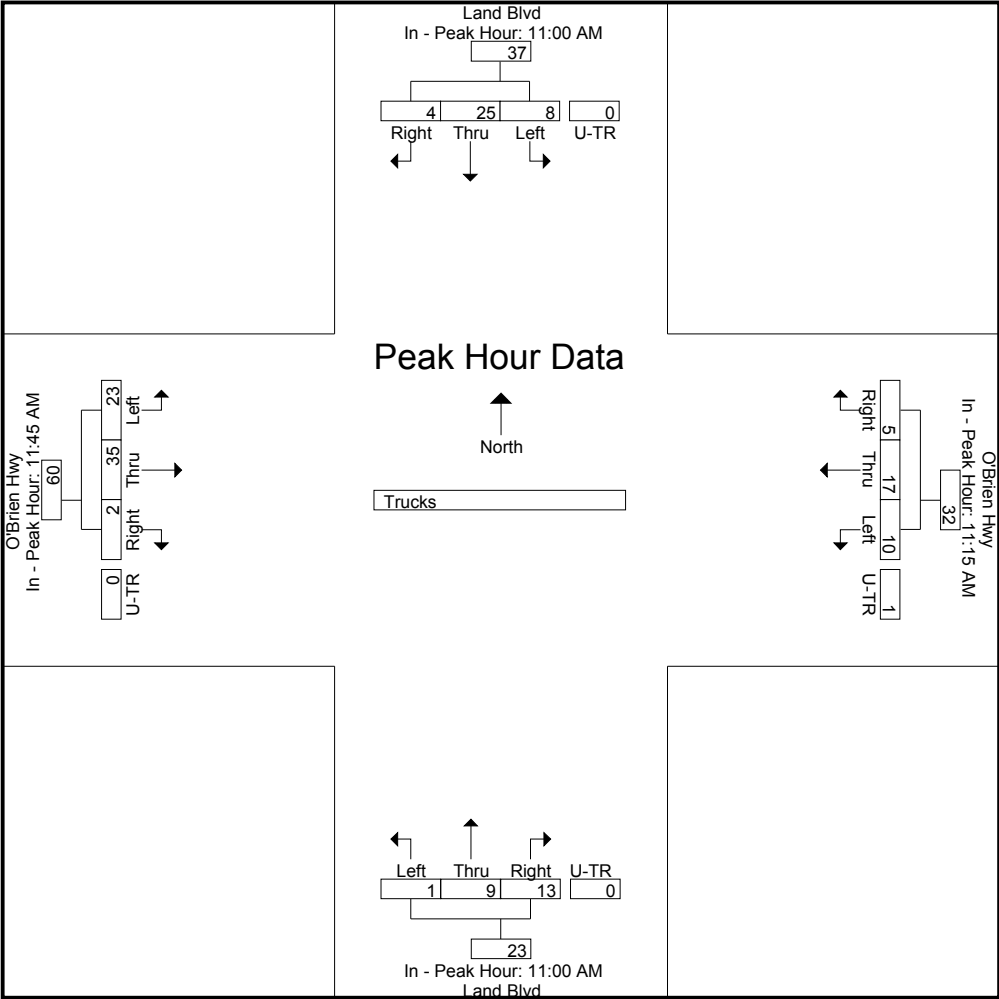 Land Blvd
In - Peak Hour: 11:00 AM
37
4 25 8 0
Right Thru Left U-TR
Peak Hour Data
North
Trucks
O'Brien Hwy
In - Peak Hour: 11:45 AM
60
23 35 2 0
Left Thru Right U-TR
O'Brien Hwy
In - Peak Hour: 11:15 AM
32
5 17 10 1
Right Thru Left U-TR
Left Thru Right U-TR
1 9 13 0
23
In - Peak Hour: 11:00 AM
Land Blvd